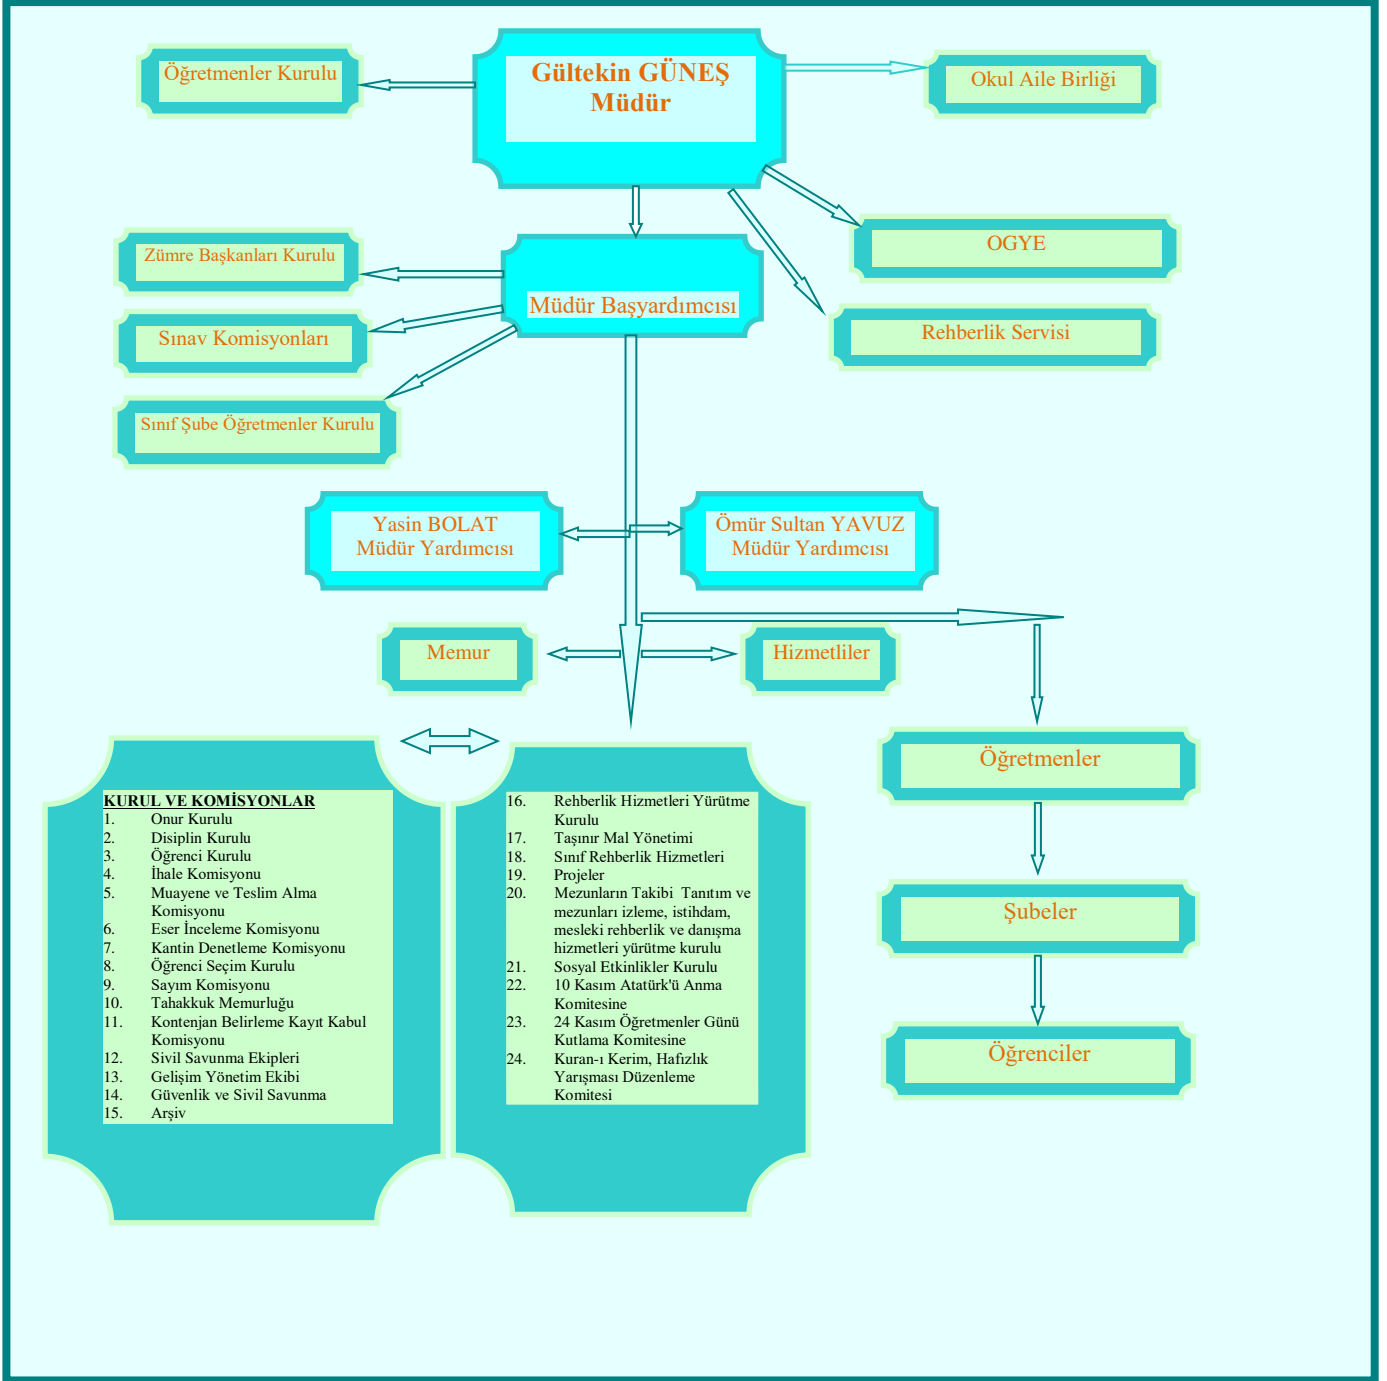 Gültekin GÜNEŞ
Müdür
Öğretmenler Kurulu
Okul Aile Birliği
OGYE
Rehberlik Servisi
Müdür Başyardımcısı
Zümre Başkanları Kurulu
Sınav Komisyonları
Sınıf Şube Öğretmenler Kurulu
Yasin BOLAT
Müdür Yardımcısı
Ömür Sultan YAVUZ
Müdür Yardımcısı
Memur
Hizmetliler
KURUL VE KOMİSYONLAR
1. Onur Kurulu
2. Disiplin Kurulu
3. Öğrenci Kurulu
4. İhale Komisyonu
5. Muayene ve Teslim Alma
Komisyonu
6. Eser İnceleme Komisyonu
7. Kantin Denetleme Komisyonu
8. Öğrenci Seçim Kurulu
9. Sayım Komisyonu
10. Tahakkuk Memurluğu
11. Kontenjan Belirleme Kayıt Kabul
Komisyonu
12. Sivil Savunma Ekipleri
13. Gelişim Yönetim Ekibi
14. Güvenlik ve Sivil Savunma
15. Arşiv
16. Rehberlik Hizmetleri Yürütme
Kurulu
17. Taşınır Mal Yönetimi
18. Sınıf Rehberlik Hizmetleri
19. Projeler
20. Mezunların Takibi Tanıtım ve
mezunları izleme, istihdam,
mesleki rehberlik ve danışma
hizmetleri yürütme kurulu
21. Sosyal Etkinlikler Kurulu
22. 10 Kasım Atatürk'ü Anma
Komitesine
23. 24 Kasım Öğretmenler Günü
Kutlama Komitesine
24. Kuran-ı Kerim, Hafızlık
Yarışması Düzenleme
Komitesi
Öğretmenler
Şubeler
Öğrenciler